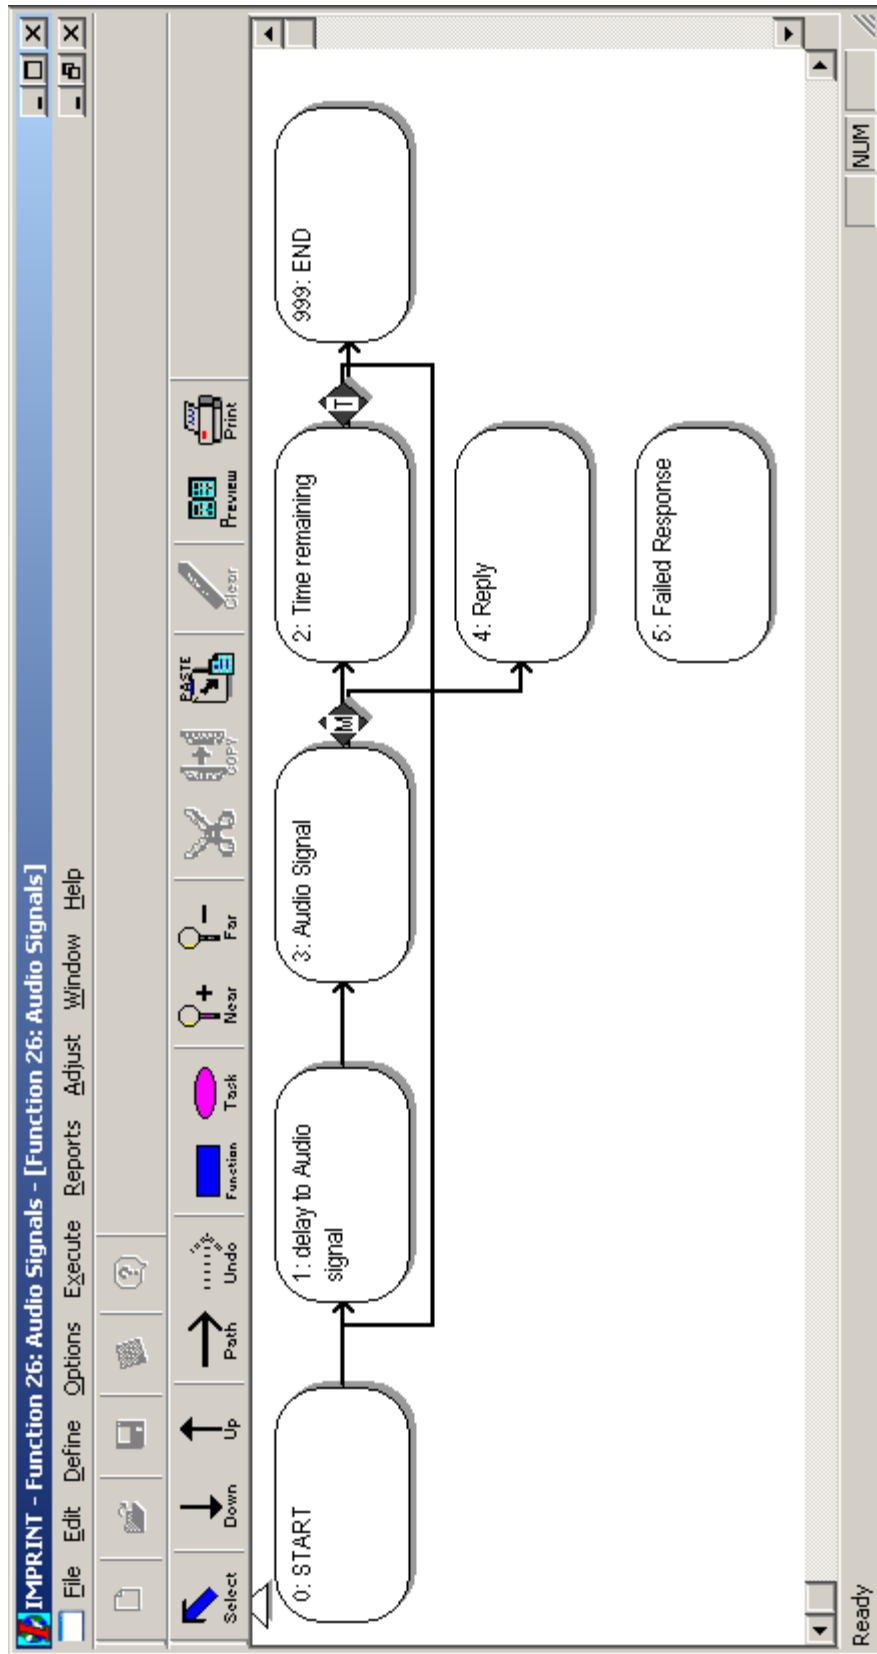 IMPRINT - Function 26: Audio Signals - [Function 26: Audio Signals]
File Edit Define Options Execute Reports Adjust Window Help
Select Down Up Path Undo Function Task Near Far COPY PASTE Clear Preview Print
0: START
1: delay to Audio
signal
3: Audio Signal
M
2: Time remaining
T
999: END
4: Reply
5: Failed Response
Ready NUM